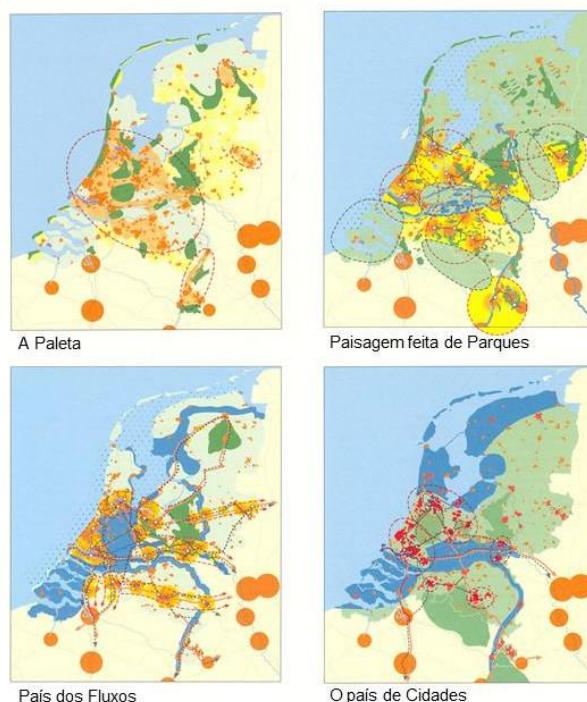 A Paleta
Paisagem feita de Parques
País dos Fluxos
O país de Cidades